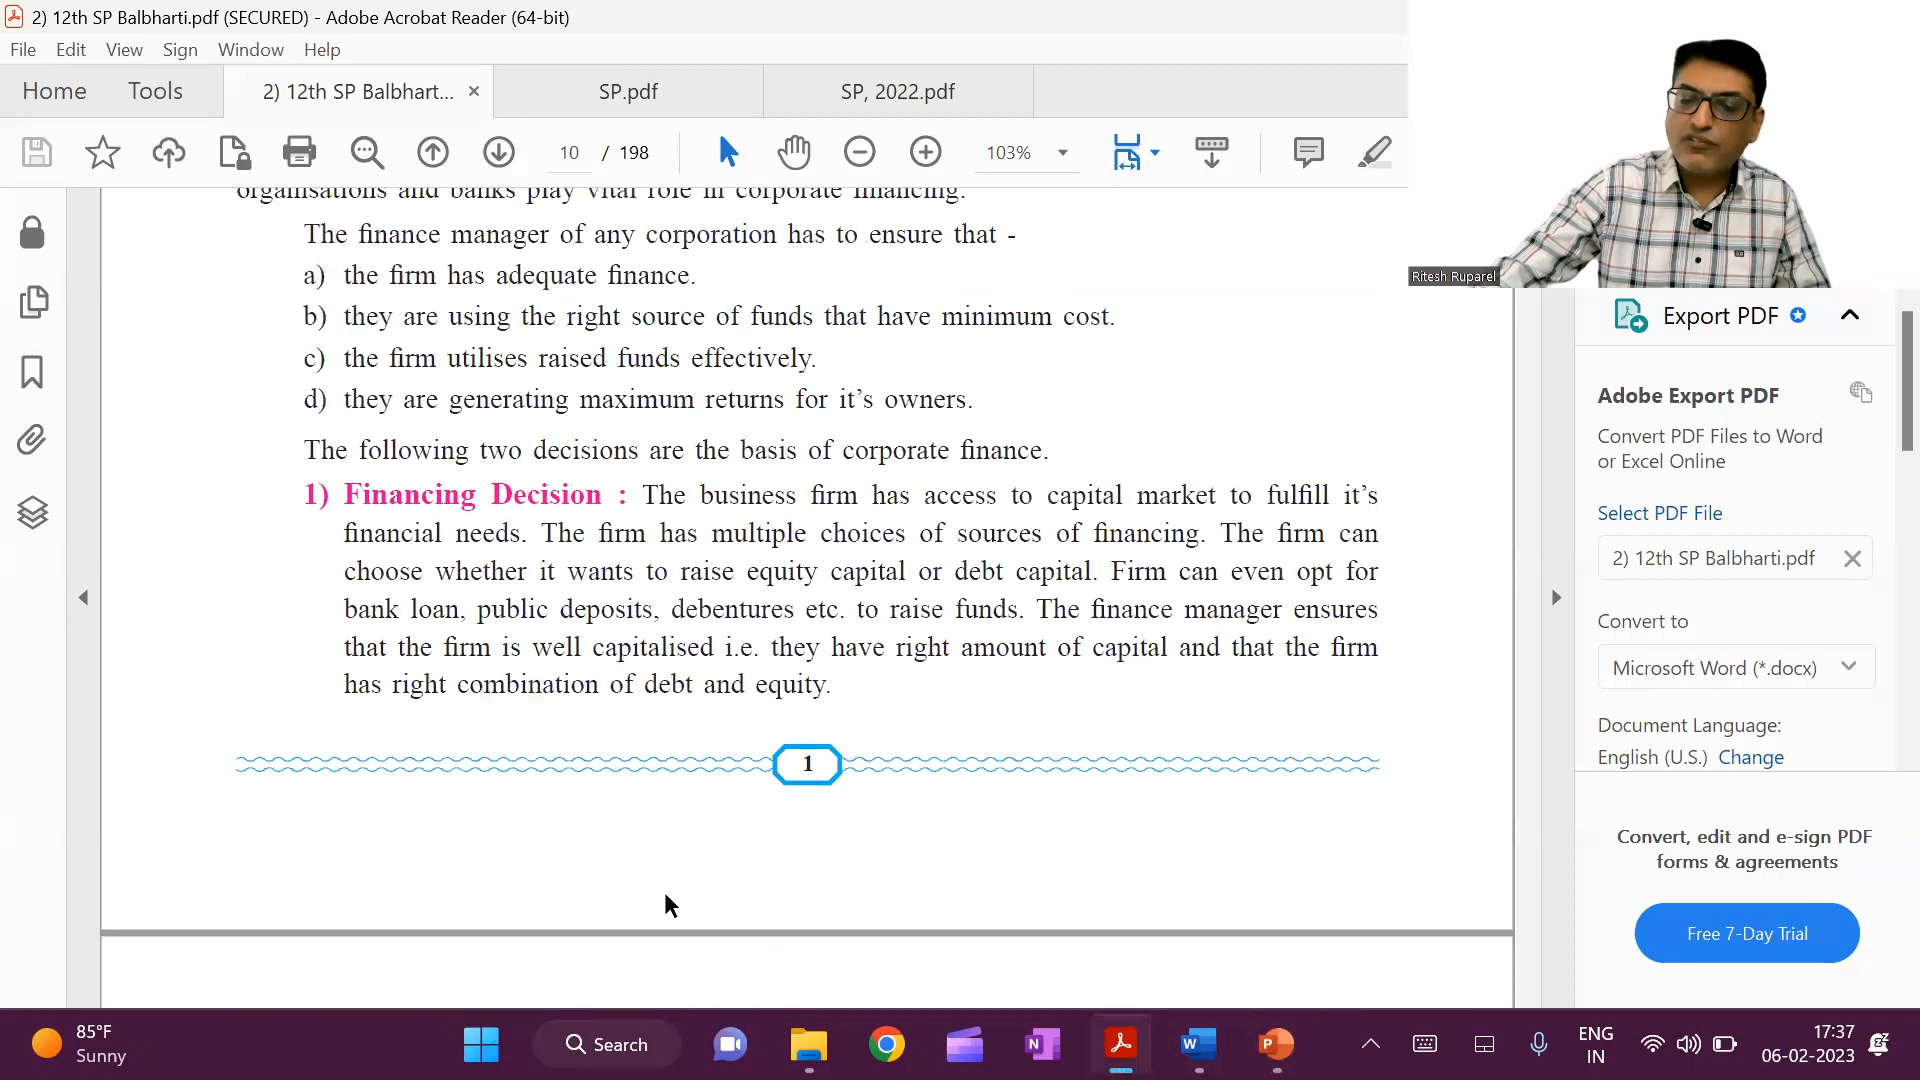 2) 12th SP Balbharti.pdf (SECURED) - Adobe Acrobat Reader (64-bit)
File Edit View Sign Window Help
Home Tools 2) 12th SP Balbhart... × SP.pdf SP, 2022.pdf
10 / 198 103%
organisations and banks play vital role in corporate financing.
The finance manager of any corporation has to ensure that -
a) the firm has adequate finance.
b) they are using the right source of funds that have minimum cost.
c) the firm utilises raised funds effectively.
d) they are generating maximum returns for it's owners.
The following two decisions are the basis of corporate finance.
1) Financing Decision : The business firm has access to capital market to fulfill it's
financial needs. The firm has multiple choices of sources of financing. The firm can
choose whether it wants to raise equity capital or debt capital. Firm can even opt for
bank loan, public deposits, debentures etc. to raise funds. The finance manager ensures
that the firm is well capitalised i.e. they have right amount of capital and that the firm
has right combination of debt and equity.
1
Ritesh Ruparel
Export PDF
Adobe Export PDF
Convert PDF Files to Word
or Excel Online
Select PDF File
2) 12th SP Balbharti.pdf
Convert to
Microsoft Word (*.docx)
Document Language:
English (U.S.) Change
Convert, edit and e-sign PDF
forms & agreements
Free 7-Day Trial
85°F
Sunny
Search
ENG
IN
17:37
06-02-2023